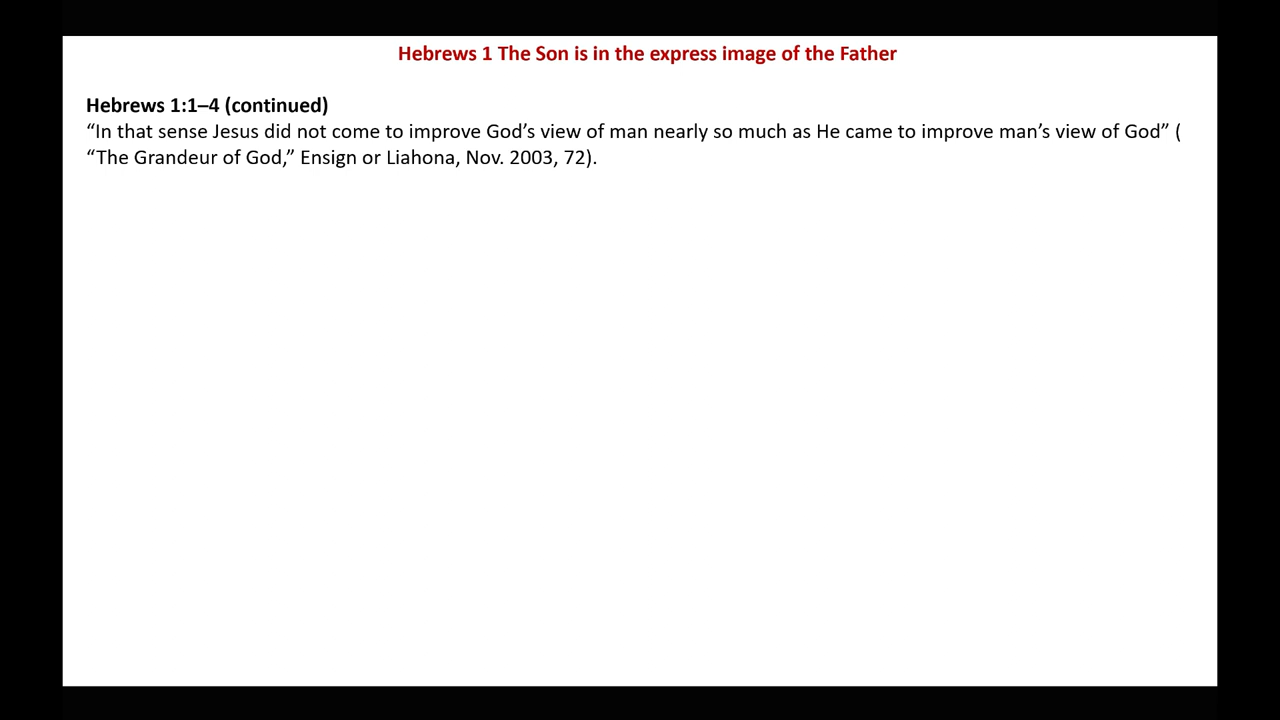 Hebrews 1 The Son is in the express image of the Father
Hebrews 1:1–4 (continued)
“In that sense Jesus did not come to improve God’s view of man nearly so much as He came to improve man’s view of God” (
“The Grandeur of God,” Ensign or Liahona, Nov. 2003, 72).